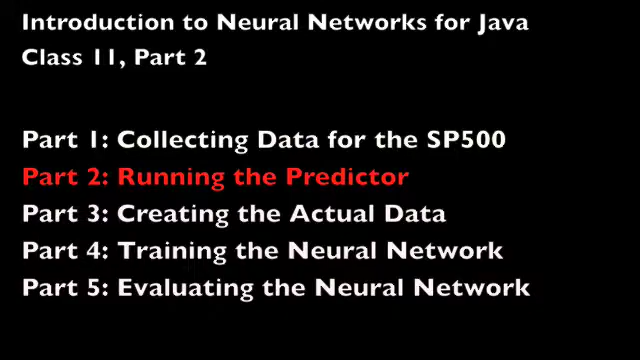 Introduction to Neural Networks for Java
Class 11, Part 2
Part 1: Collecting Data for the SP500
Part 2: Running the Predictor
Part 3: Creating the Actual Data
Part 4: Training the Neural Network
Part 5: Evaluating the Neural Network